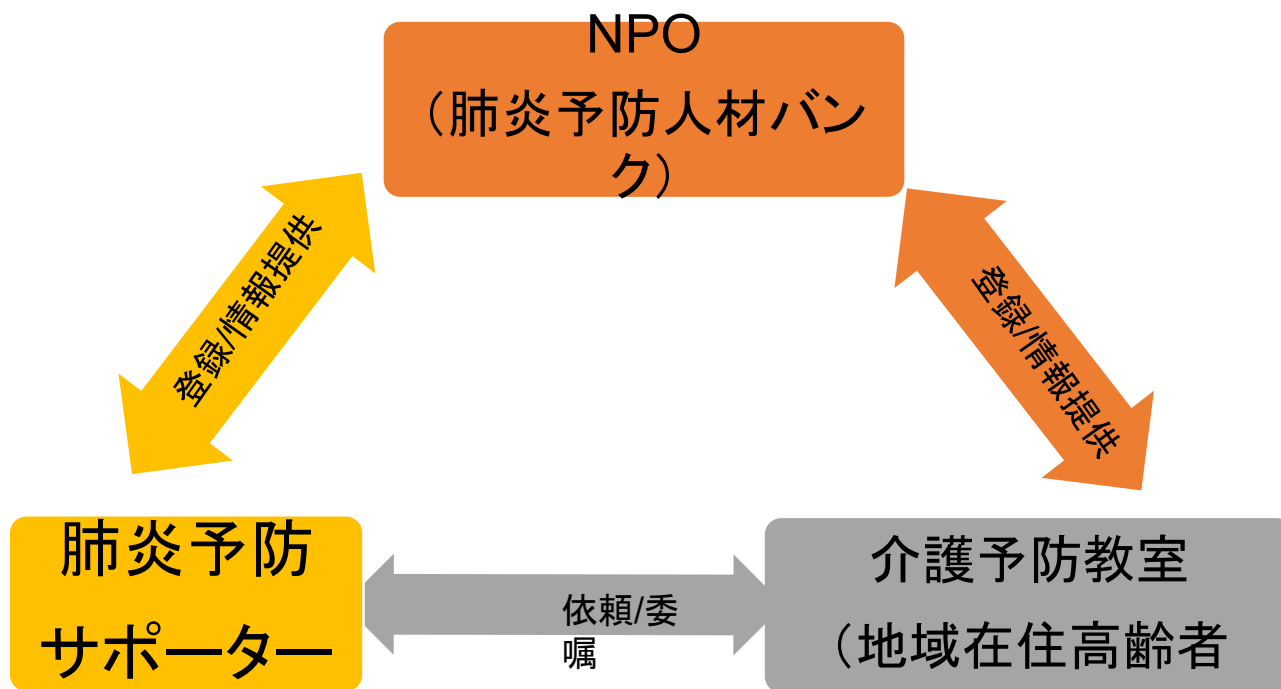 NPO
（肺炎予防人材バン
ク）
登録/情報提供
登録/情報提供
肺炎予防
サポーター
依頼/委
嘱
介護予防教室
（地域在住高齢者